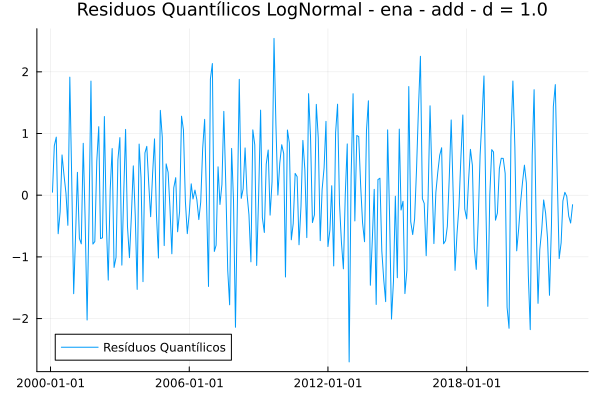 Residuos Quantílicos LogNormal - ena - add - d = 1.0
2
1
0
−1
−2
Resíduos Quantílicos
2000-01-01 2006-01-01 2012-01-01 2018-01-01